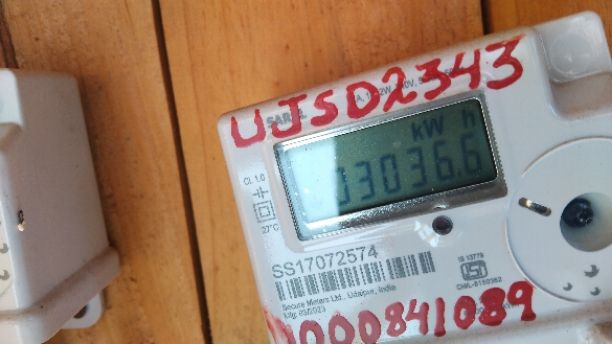 UJSD2343
kW h
03036.6
Cl. 1.0
27°C
SS17072574
Secure Meters Ltd., Udaipur, India
IS 13779
0000841089